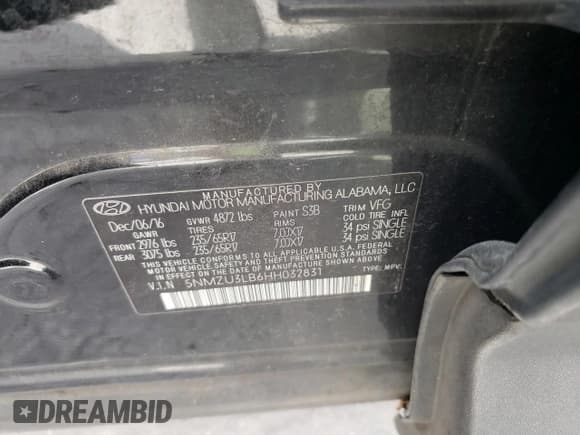 MANUFACTURED BY
HYUNDAI MOTOR MANUFACTURING ALABAMA, LLC
Dec/06/16 GVWR 4872 lbs PAINT S3B TRIM VFG
GAWR TIRES RIMS COLD TIRE INFL
FRONT 2976 lbs 235/65R17 7.0JX17 34 psi SINGLE
REAR 3075 lbs 235/65R17 7.0JX17 34 psi SINGLE
THIS VEHICLE CONFORMS TO ALL APPLICABLE U.S.A. FEDERAL
MOTOR VEHICLE SAFETY AND THEFT PREVENTION STANDARDS
IN EFFECT ON THE DATE OF MANUFACTURE SHOWN ABOVE.
V.I.N 5NMZU3LB6HH032831 TYPE: MPV
DREAMBID